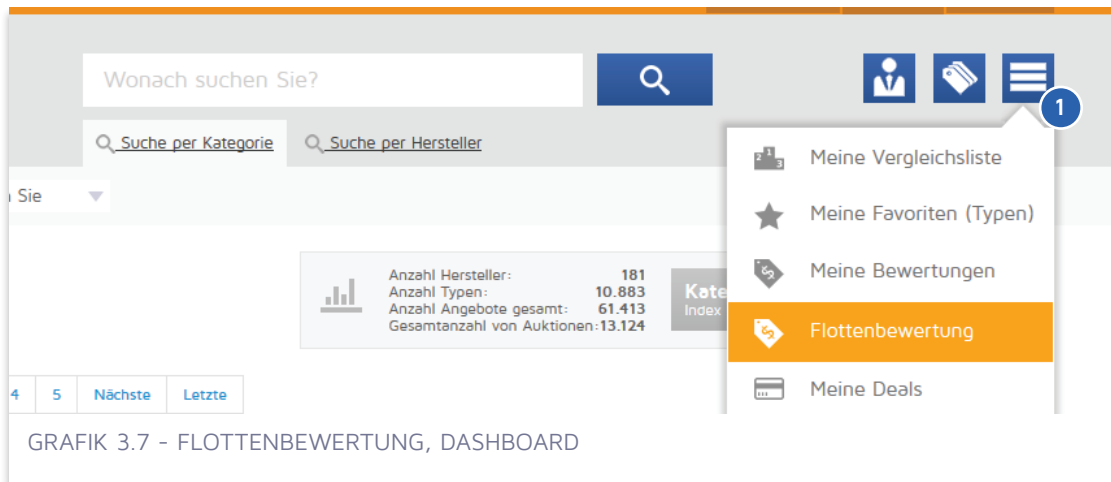 Wonach suchen Sie?
1
Suche per Kategorie Suche per Hersteller
Meine Vergleichsliste
Sie
Meine Favoriten (Typen)
Meine Bewertungen
Anzahl Hersteller: 181
Anzahl Typen: 10.883
Anzahl Angebote gesamt: 61.413
Gesamtanzahl von Auktionen: 13.124
Kate
Index
Flottenbewertung
Meine Deals
4 5 Nächste Letzte
GRAFIK 3.7 - FLOTTENBEWERTUNG, DASHBOARD